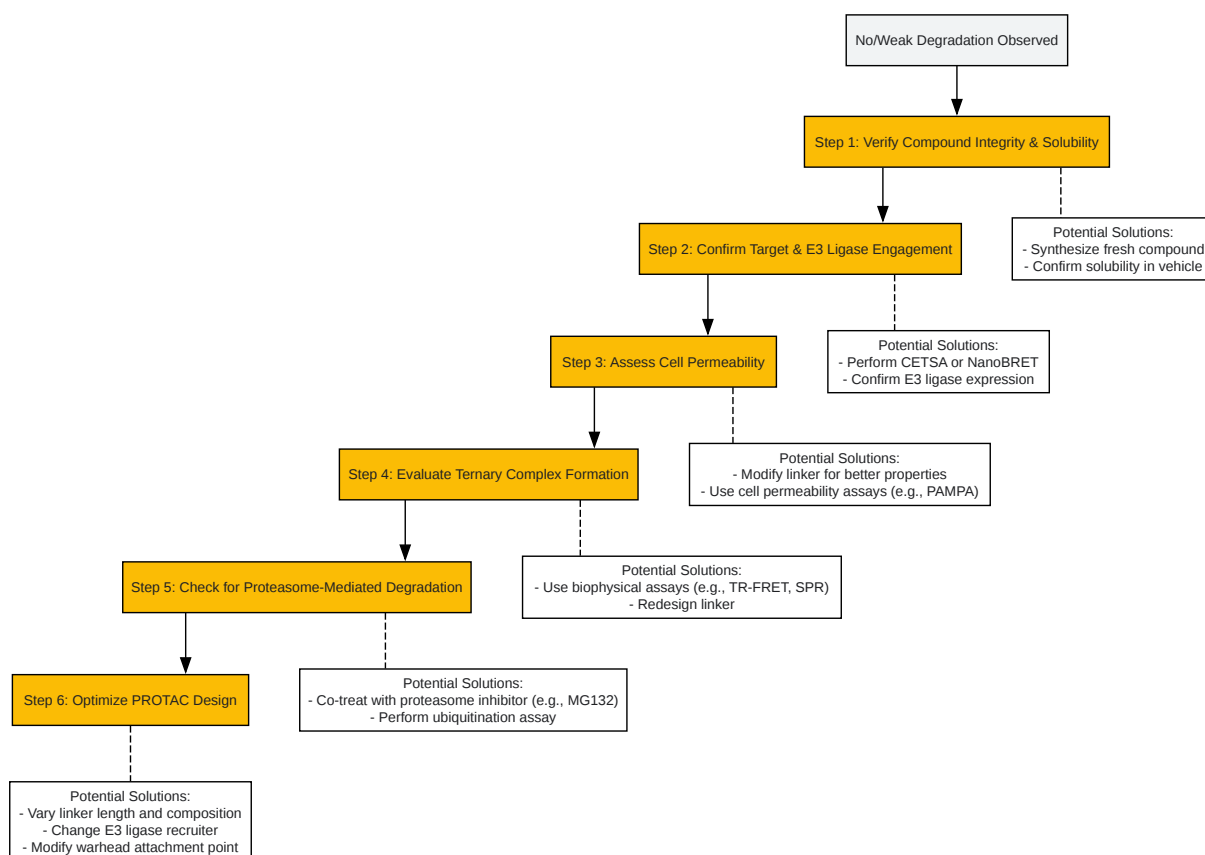 No/Weak Degradation Observed
Step 1: Verify Compound Integrity & Solubility
Potential Solutions:
- Synthesize fresh compound
- Confirm solubility in vehicle
Step 2: Confirm Target & E3 Ligase Engagement
Potential Solutions:
- Perform CETSA or NanoBRET
- Confirm E3 ligase expression
Step 3: Assess Cell Permeability
Potential Solutions:
- Modify linker for better properties
- Use cell permeability assays (e.g., PAMPA)
Step 4: Evaluate Ternary Complex Formation
Potential Solutions:
- Use biophysical assays (e.g., TR-FRET, SPR)
- Redesign linker
Step 5: Check for Proteasome-Mediated Degradation
Potential Solutions:
- Co-treat with proteasome inhibitor (e.g., MG132)
- Perform ubiquitination assay
Step 6: Optimize PROTAC Design
Potential Solutions:
- Vary linker length and composition
- Change E3 ligase recruiter
- Modify warhead attachment point